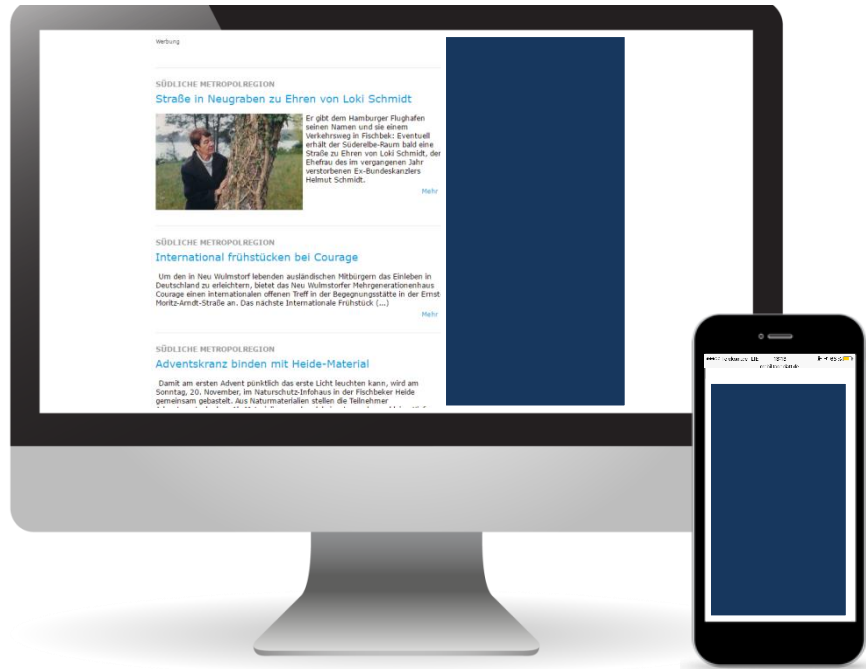 Werbung
SÜDLICHE METROPOLREGION
Straße in Neugraben zu Ehren von Loki Schmidt
Er gibt dem Hamburger Flughafen
seinen Namen und sie einem
Verkehrsweg in Fischbek: Eventuell
erhält der Süderelbe-Raum bald eine
Straße zu Ehren von Loki Schmidt, der
Ehefrau des im vergangenen Jahr
verstorbenen Ex-Bundeskanzlers
Helmut Schmidt.
Mehr
SÜDLICHE METROPOLREGION
International frühstücken bei Courage
Um den in Neu Wulmstorf lebenden ausländischen Mitbürgern das Einleben in
Deutschland zu erleichtern, bietet das Neu Wulmstorfer Mehrgenerationenhaus
Courage einen internationalen offenen Treff in der Begegnungsstätte in der Ernst-
Moritz-Arndt-Straße an. Das nächste Internationale Frühstück (...)
Mehr
SÜDLICHE METROPOLREGION
Adventskranz binden mit Heide-Material
Damit am ersten Advent pünktlich das erste Licht leuchten kann, wird am
Sonntag, 20. November, im Naturschutz-Infohaus in der Fischbeker Heide
gemeinsam gebastelt. Aus Naturmaterialien stellen die Teilnehmer
LTE
65 %